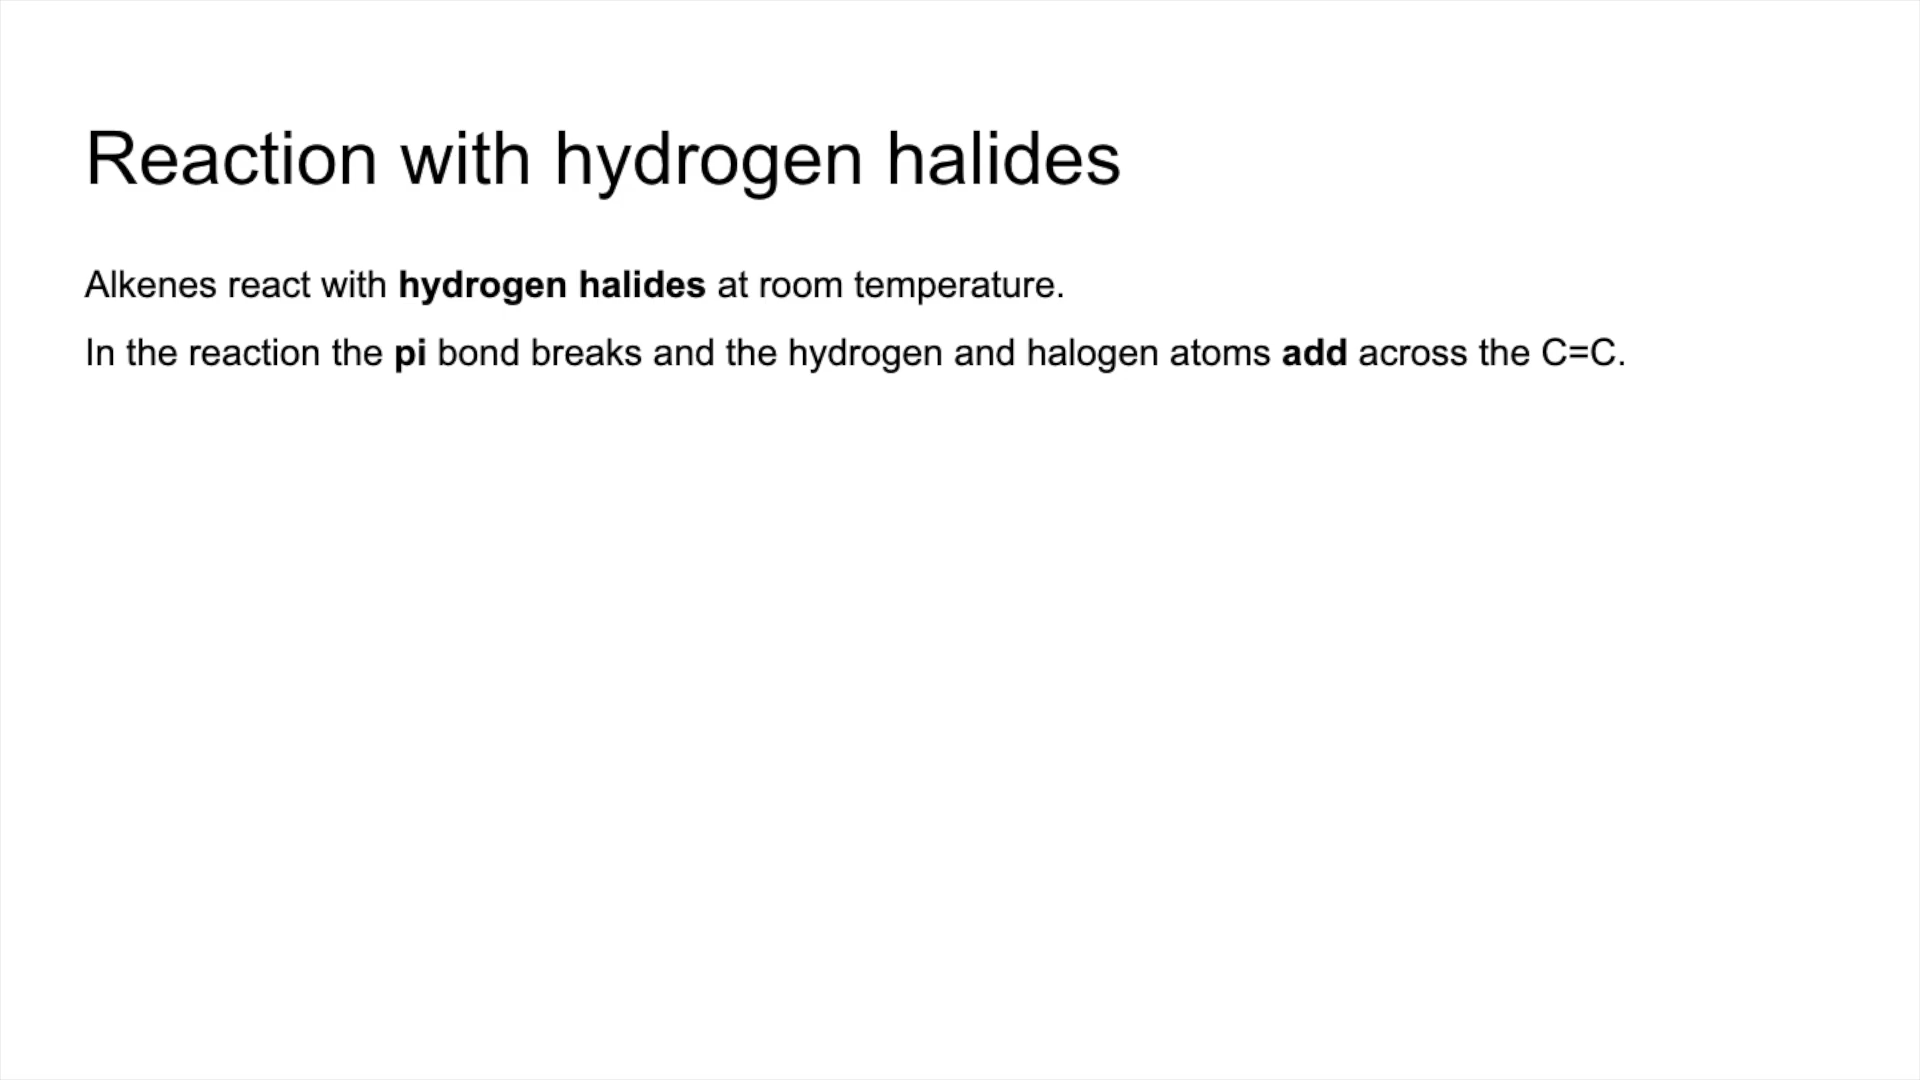 Reaction with hydrogen halides
Alkenes react with hydrogen halides at room temperature.
In the reaction the pi bond breaks and the hydrogen and halogen atoms add across the C=C.